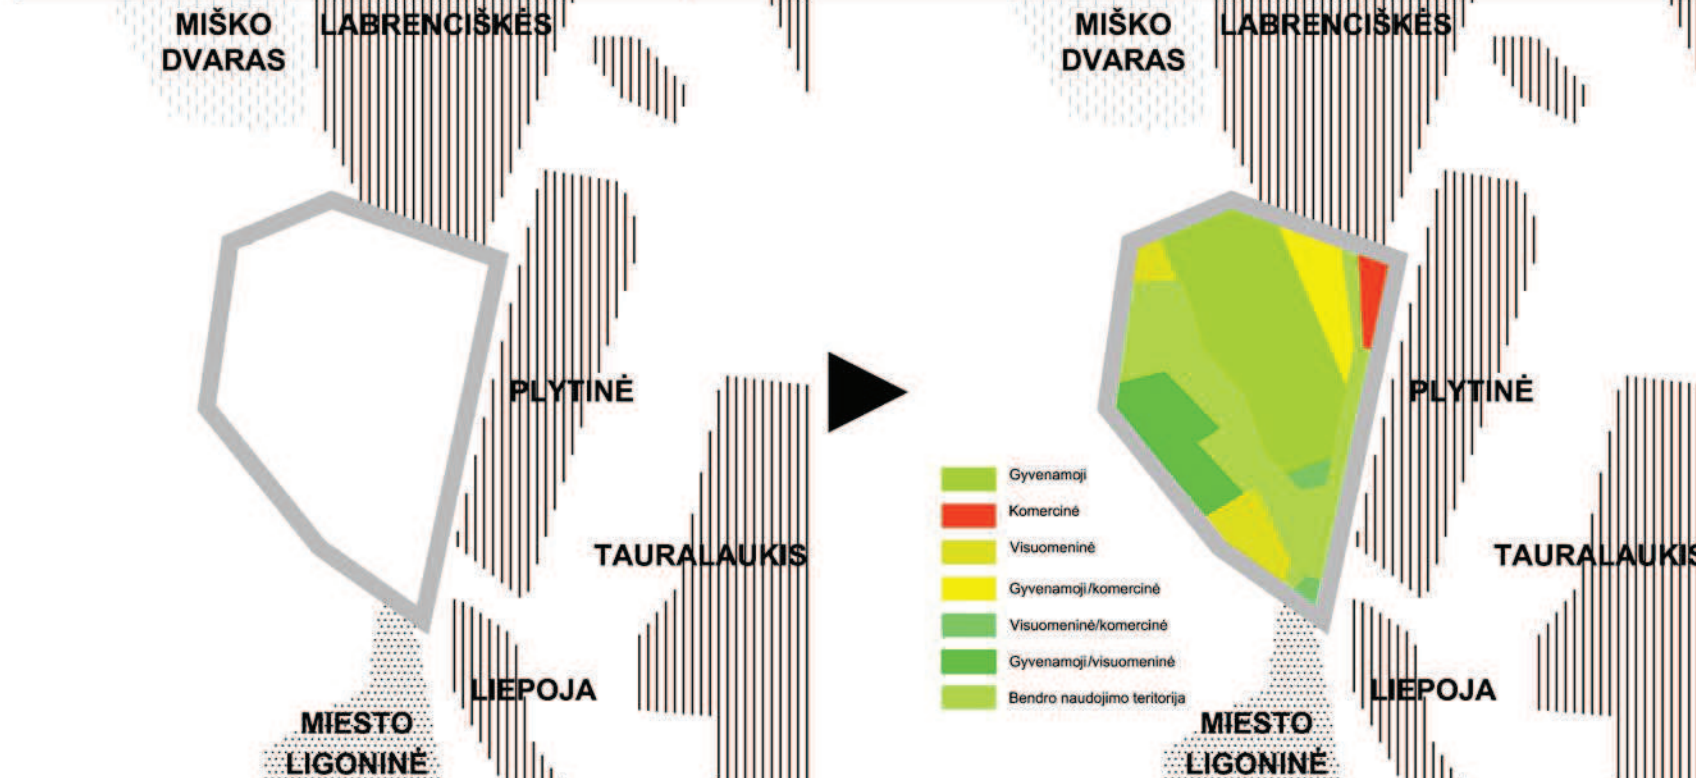 MIŠKO
DVARAS
LABRENCIŠKĖS
PLYTINĖ
TAURALAUKIS
LIEPOJA
MIESTO
LIGONINĖ
MIŠKO
DVARAS
LABRENCIŠKĖS
PLYTINĖ
TAURALAUKIS
LIEPOJA
MIESTO
LIGONINĖ
Gyvenamoji
Komercinė
Visuomeninė
Gyvenamoji/komercinė
Visuomeninė/komercinė
Gyvenamoji/visuomeninė
Bendro naudojimo teritorija